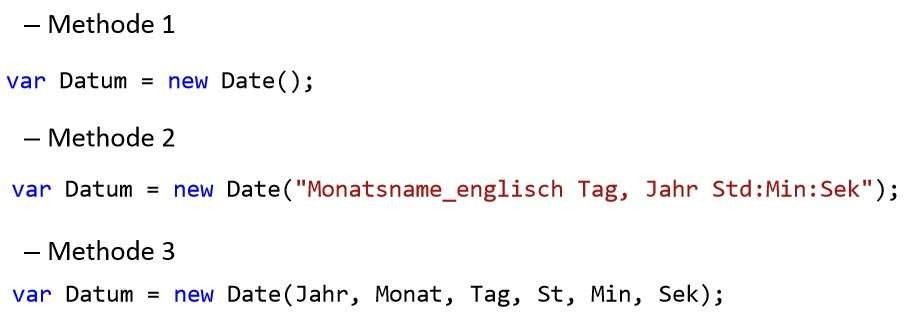 – Methode 1
var Datum = new Date();
– Methode 2
var Datum = new Date("Monatsname_englisch Tag, Jahr Std:Min:Sek");
– Methode 3
var Datum = new Date(Jahr, Monat, Tag, St, Min, Sek);